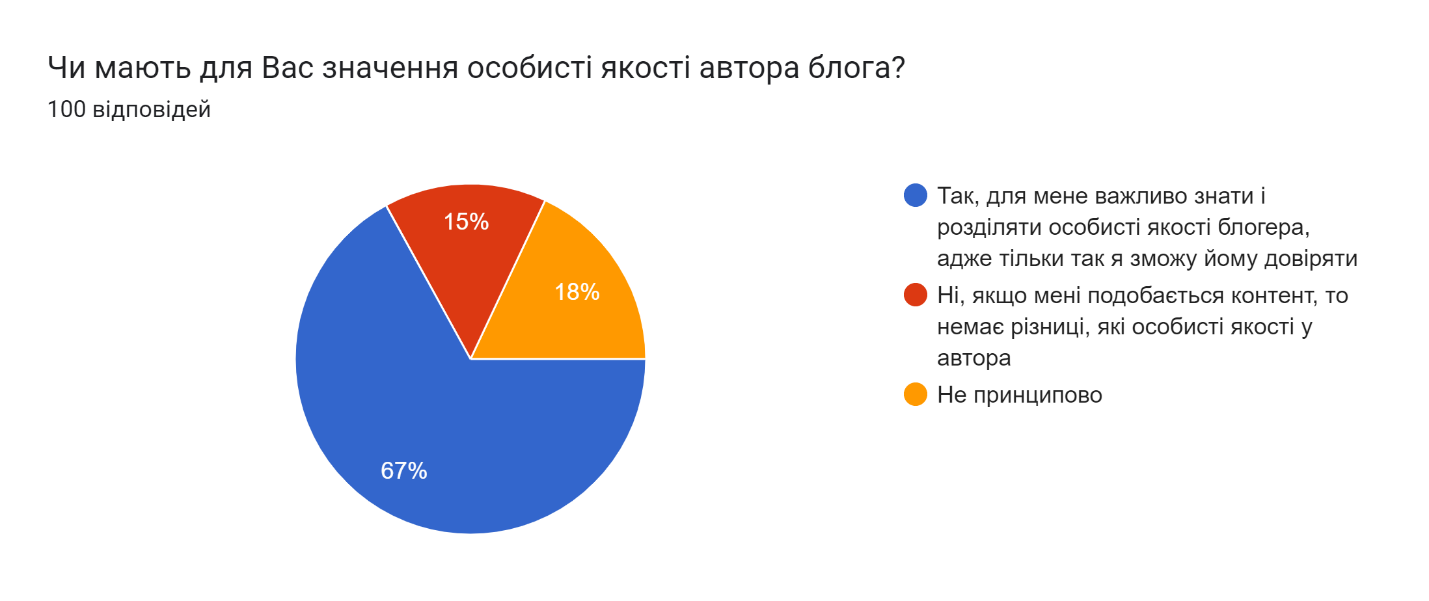 Чи мають для Вас значення особисті якості автора блога?
100 відповідей
15%
18%
67%
Так, для мене важливо знати і
розділяти особисті якості блогера,
адже тільки так я зможу йому довіряти
Ні, якщо мені подобається контент, то
немає різниці, які особисті якості у
автора
Не принципово